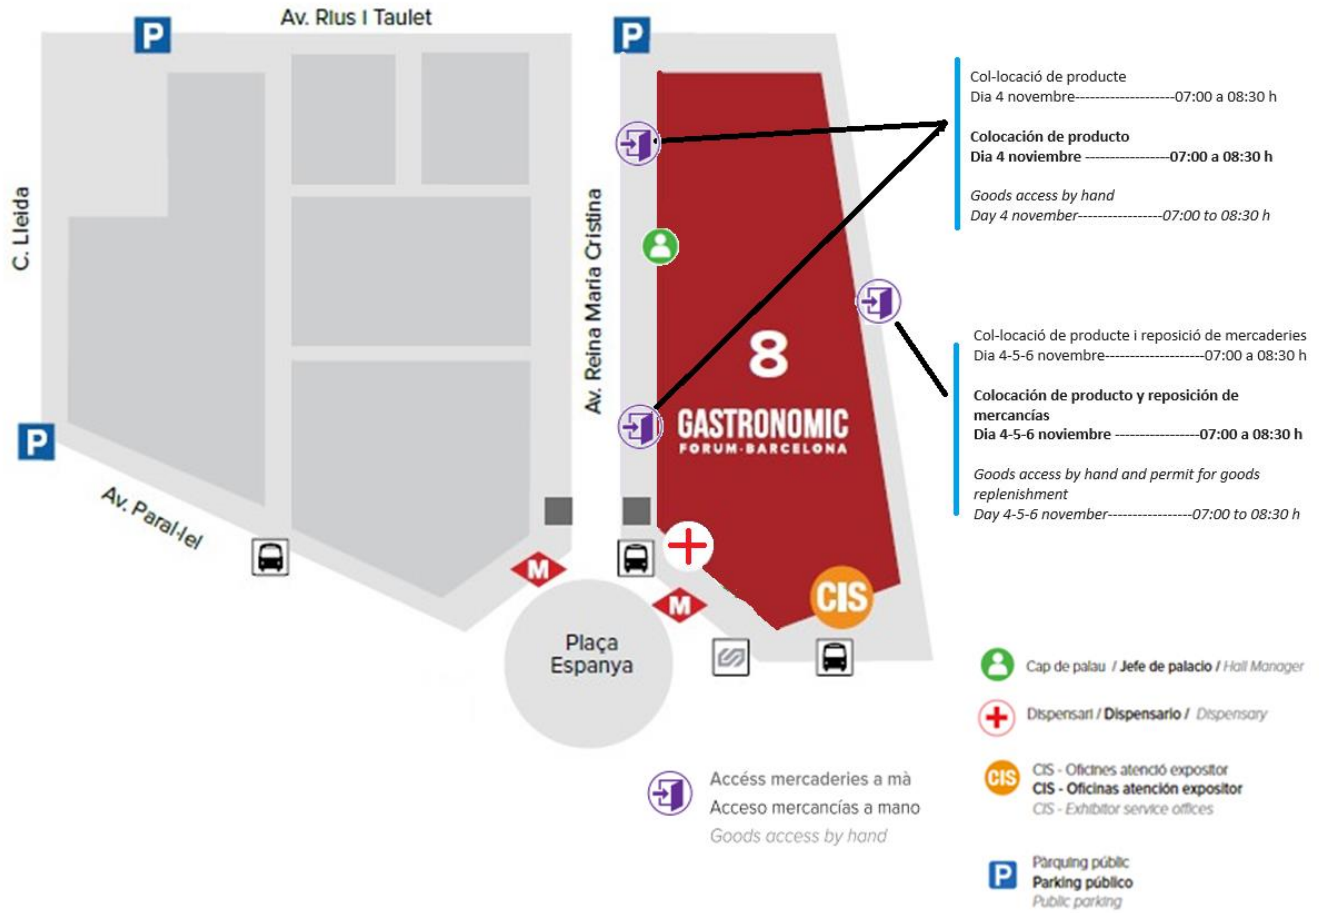 Av. Rius i Taulet
P
P
Col-locació de producte
Dia 4 novembre--------------------07:00 a 08:30 h
Colocación de producto
Dia 4 noviembre -----------------07:00 a 08:30 h
Goods access by hand
Day 4 november-----------------07:00 to 08:30 h
C. Lleida
Av. Reina Maria Cristina
8
GASTRONOMIC
FORUM·BARCELONA
Col-locació de producte i reposició de mercaderies
Dia 4-5-6 novembre--------------------07:00 a 08:30 h
Colocación de producto y reposición de
mercancías
Dia 4-5-6 noviembre -----------------07:00 a 08:30 h
Goods access by hand and permit for goods
replenishment
Day 4-5-6 november-----------------07:00 to 08:30 h
P
Av. Paral·lel
M
M
CIS
Plaça
Espanya
Cap de palau / Jefe de palacio / Hall Manager
Dispensari / Dispensario / Dispensary
Accéss mercaderies a mà
Acceso mercancías a mano
Goods access by hand
CIS
CIS - Oficines atenció expositor
CIS - Oficinas atención expositor
CIS - Exhibitor service offices
P
Pàrquing públic
Parking público
Public parking